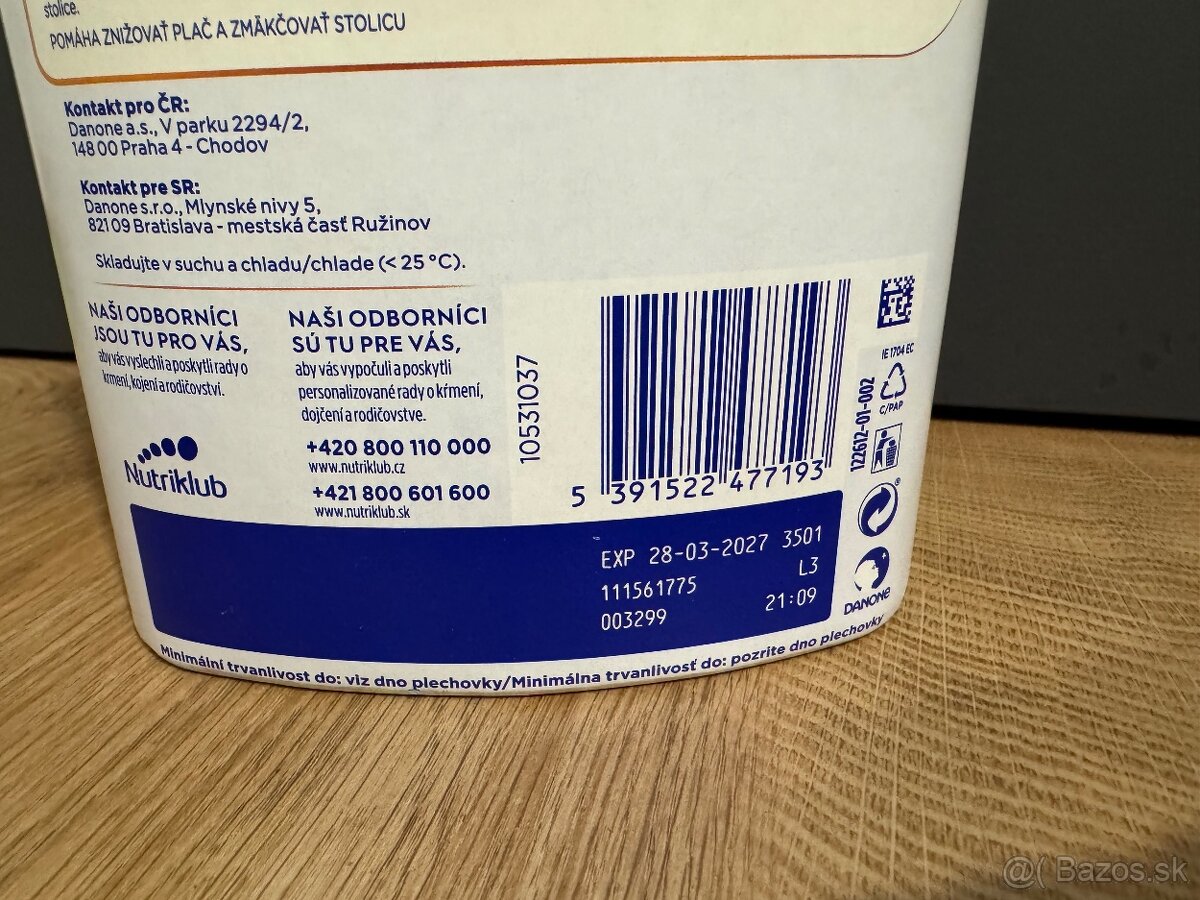 stolice.
POMÁHA ZNIŽOVAŤ PLAČ A ZMÄKČOVAŤ STOLICU
Kontakt pro ČR:
Danone a.s., V parku 2294/2,
148 00 Praha 4 - Chodov
Kontakt pre SR:
Danone s.r.o., Mlynské nivy 5,
821 09 Bratislava - mestská časť Ružinov
Skladujte v suchu a chladu/chlade (< 25 °C).
NAŠI ODBORNÍCI
JSOU TU PRO VÁS,
aby vás vyslechli a poskytli rady o
krmení, kojení a rodičovství.
Nutriklub
NAŠI ODBORNÍCI
SÚ TU PRE VÁS,
aby vás vypočuli a poskytli
personalizované rady o kŕmení,
dojčení a rodičovstve.
+420 800 110 000
www.nutriklub.cz
+421 800 601 600
www.nutriklub.sk
10531037
5 391522 477193
IE 1704 EC
C/PAP
122612-01-002
DANONE
EXP 28-03-2027 3501
111561775 L3
003299 21:09
Minimální trvanlivost do: viz dno plechovky/Minimálna trvanlivosť do: pozrite dno plechovky
@( Bazos.sk